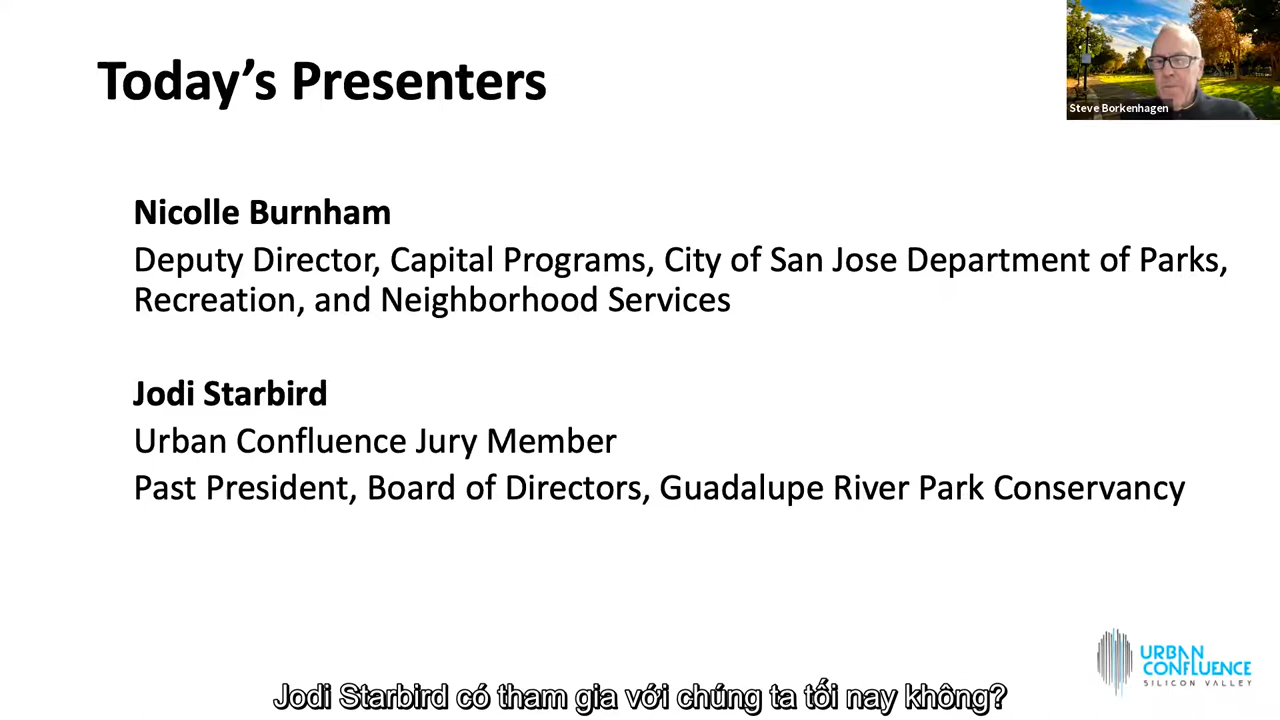 Today's Presenters
Steve Borkenhagen
Nicolle Burnham
Deputy Director, Capital Programs, City of San Jose Department of Parks,
Recreation, and Neighborhood Services
Jodi Starbird
Urban Confluence Jury Member
Past President, Board of Directors, Guadalupe River Park Conservancy
URBAN
CONFLUENCE
SILICON VALLEY
Jodi Starbird có tham gia với chúng ta tối nay không?